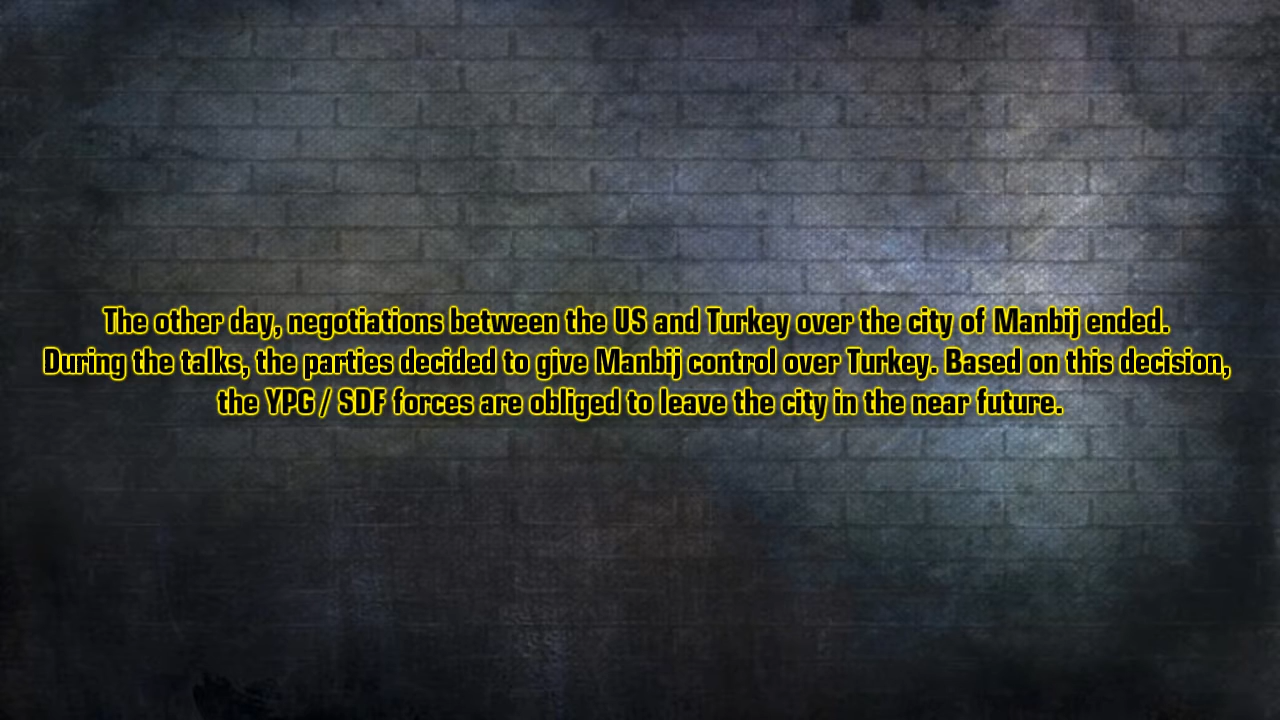 The other day, negotiations between the US and Turkey over the city of Manbij ended.
During the talks, the parties decided to give Manbij control over Turkey. Based on this decision,
the YPG / SDF forces are obliged to leave the city in the near future.